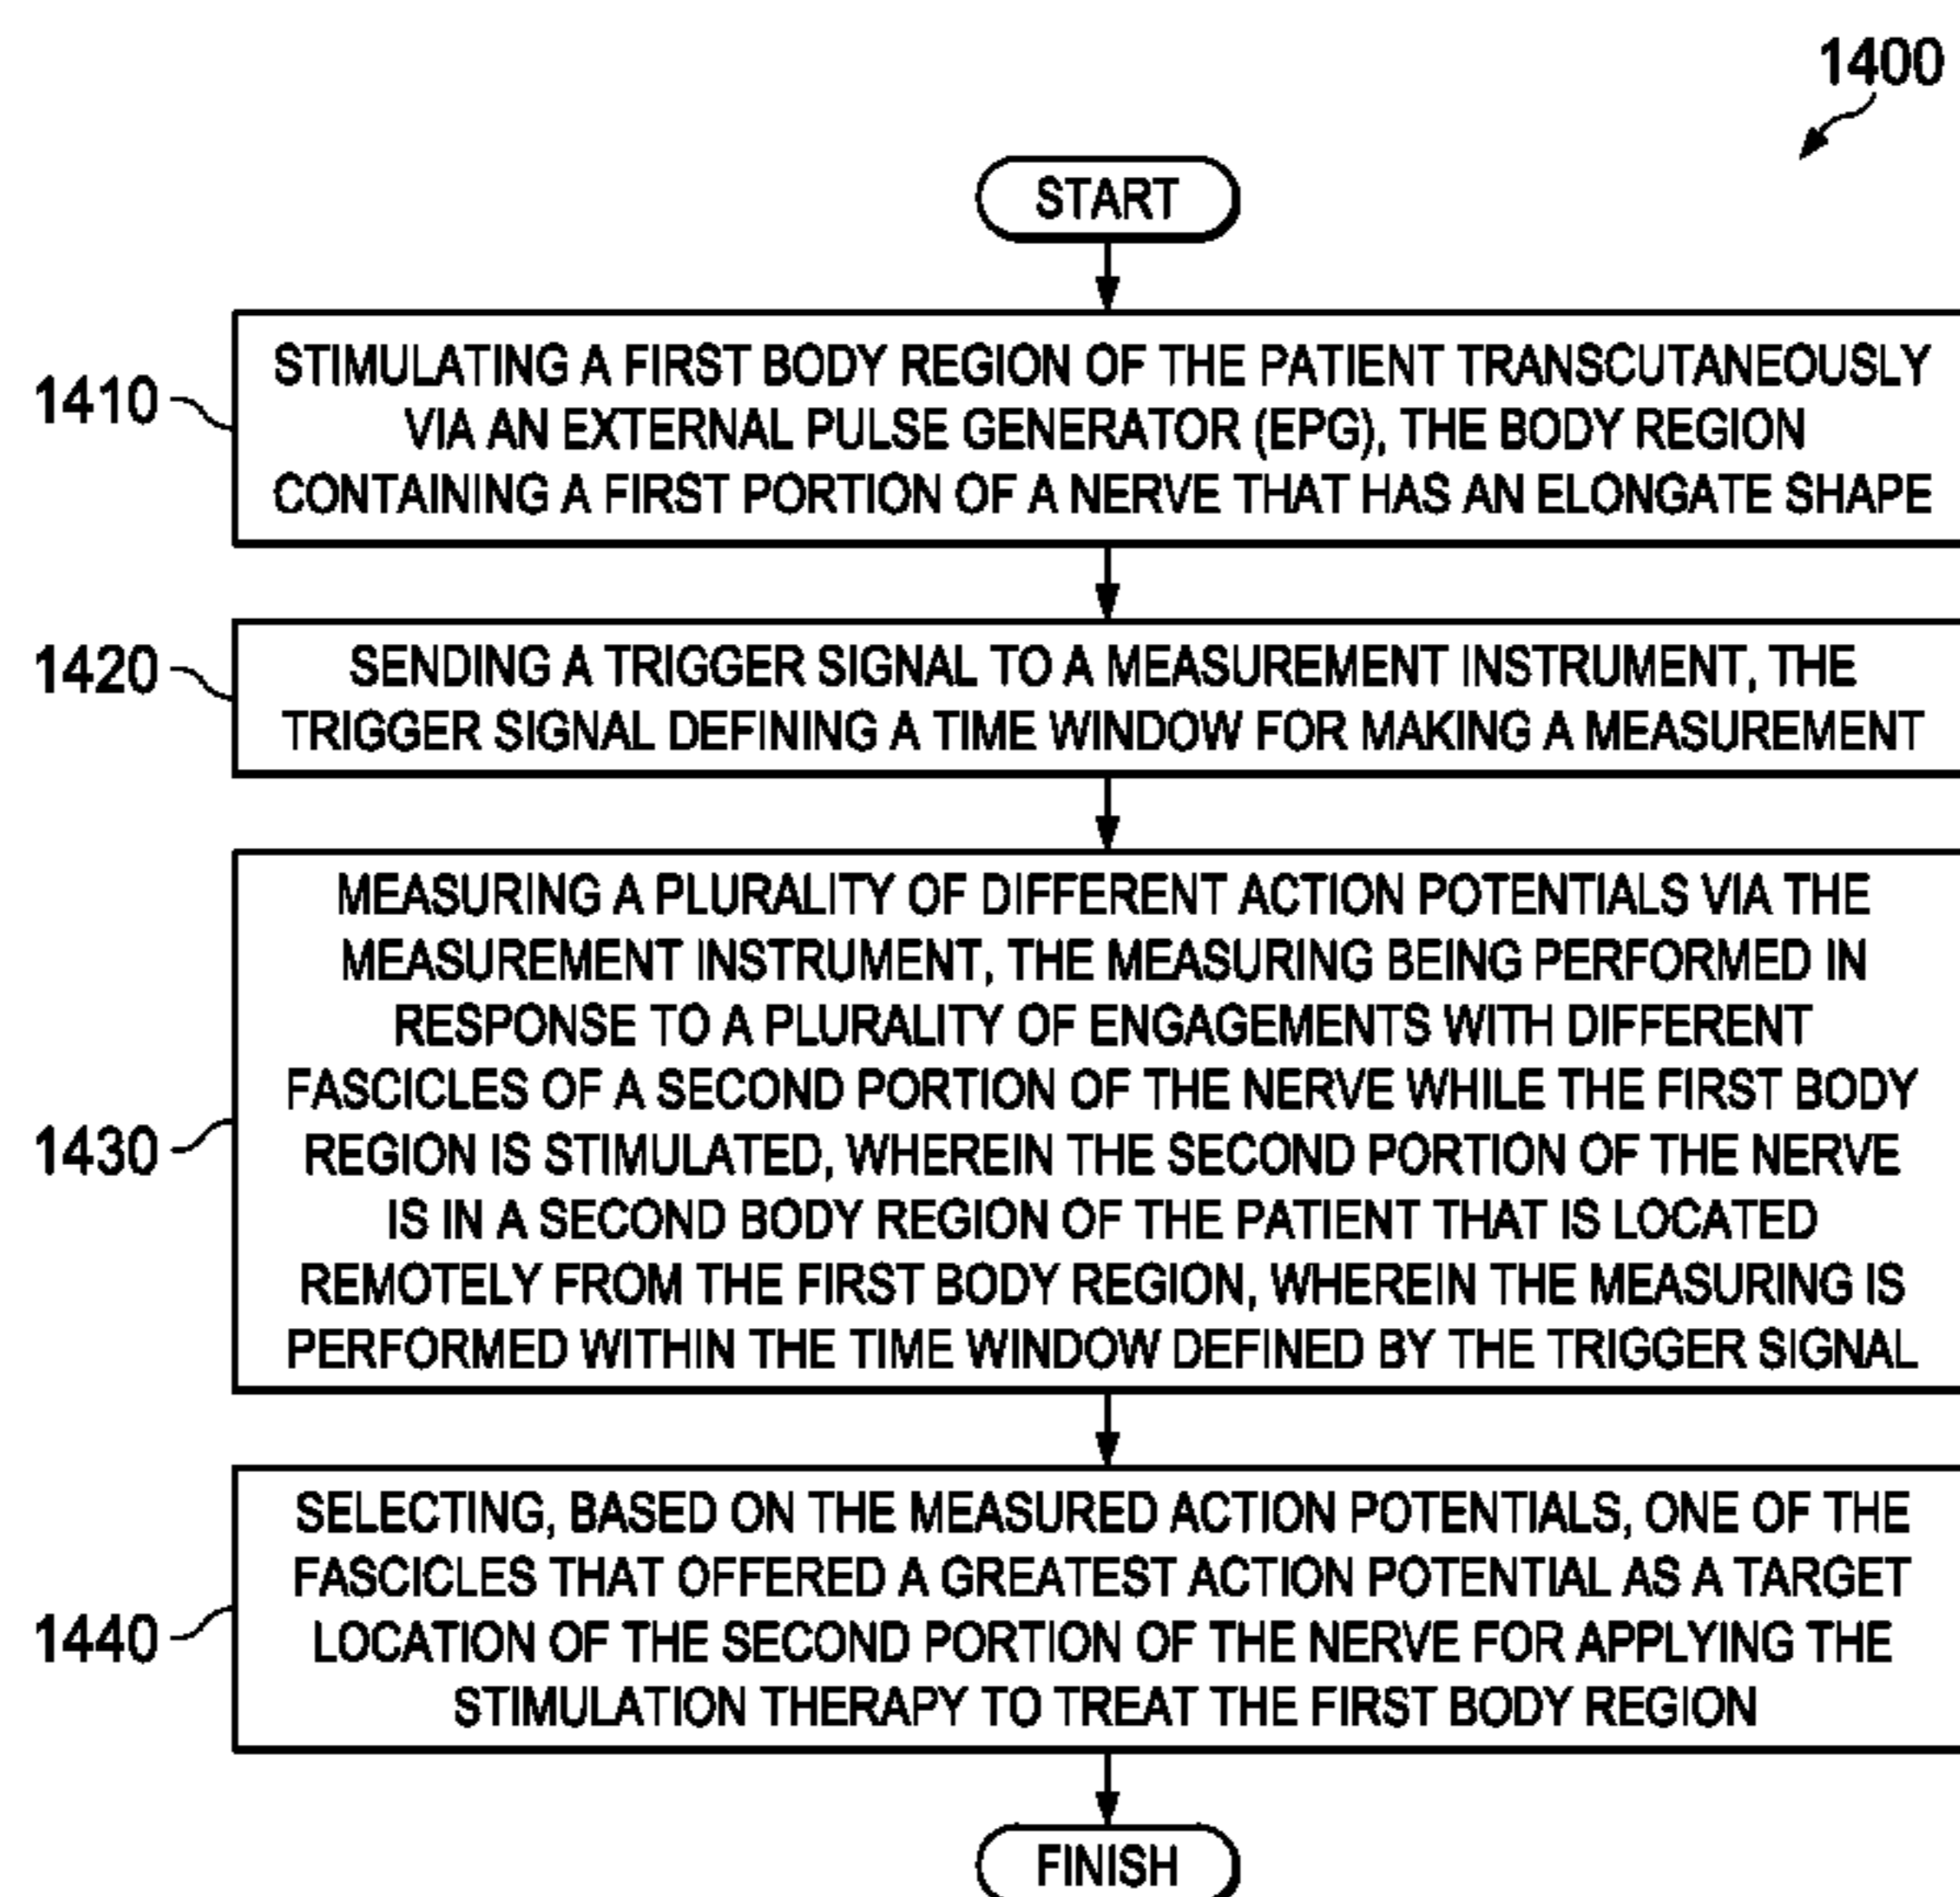 1400
START
1410
STIMULATING A FIRST BODY REGION OF THE PATIENT TRANSCUTANEOUSLY
VIA AN EXTERNAL PULSE GENERATOR (EPG), THE BODY REGION
CONTAINING A FIRST PORTION OF A NERVE THAT HAS AN ELONGATE SHAPE
1420
SENDING A TRIGGER SIGNAL TO A MEASUREMENT INSTRUMENT, THE
TRIGGER SIGNAL DEFINING A TIME WINDOW FOR MAKING A MEASUREMENT
1430
MEASURING A PLURALITY OF DIFFERENT ACTION POTENTIALS VIA THE
MEASUREMENT INSTRUMENT, THE MEASURING BEING PERFORMED IN
RESPONSE TO A PLURALITY OF ENGAGEMENTS WITH DIFFERENT
FASCICLES OF A SECOND PORTION OF THE NERVE WHILE THE FIRST BODY
REGION IS STIMULATED, WHEREIN THE SECOND PORTION OF THE NERVE
IS IN A SECOND BODY REGION OF THE PATIENT THAT IS LOCATED
REMOTELY FROM THE FIRST BODY REGION, WHEREIN THE MEASURING IS
PERFORMED WITHIN THE TIME WINDOW DEFINED BY THE TRIGGER SIGNAL
1440
SELECTING, BASED ON THE MEASURED ACTION POTENTIALS, ONE OF THE
FASCICLES THAT OFFERED A GREATEST ACTION POTENTIAL AS A TARGET
LOCATION OF THE SECOND PORTION OF THE NERVE FOR APPLYING THE
STIMULATION THERAPY TO TREAT THE FIRST BODY REGION
FINISH